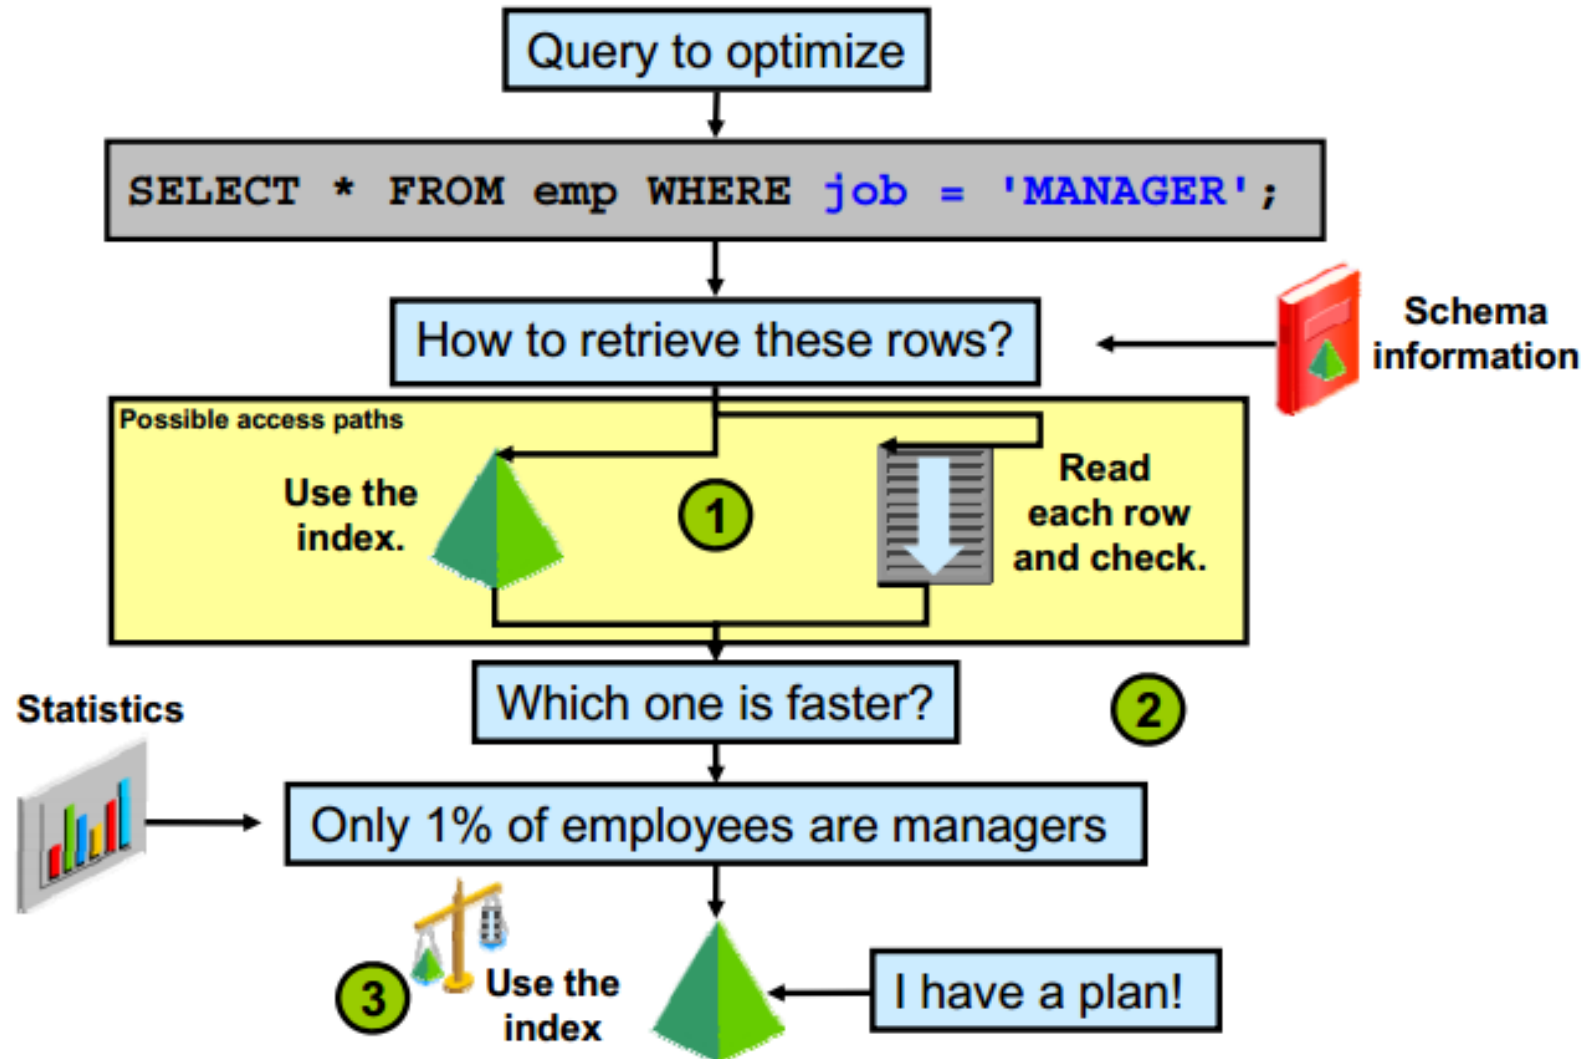 Query to optimize
SELECT * FROM emp WHERE job = 'MANAGER';
How to retrieve these rows?
Schema
information
Possible access paths
Use the
index.
1
Read
each row
and check.
Which one is faster?
2
Statistics
Only 1% of employees are managers
3
Use the
index
I have a plan!